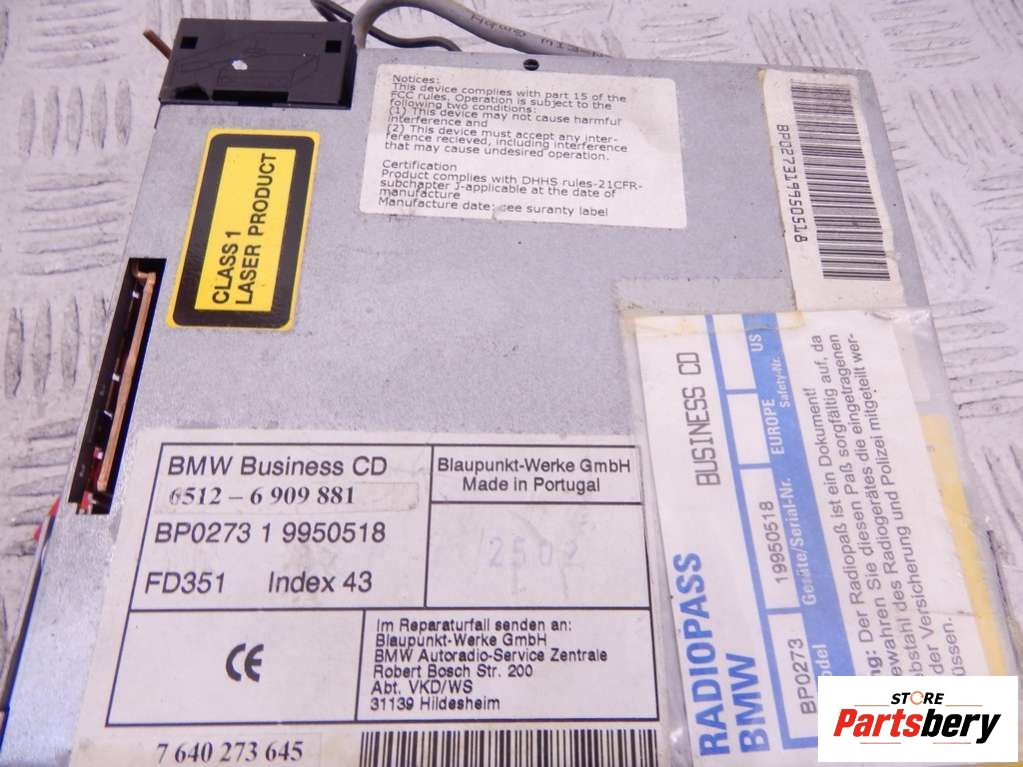 Notices:
This device complies with part 15 of the
FCC rules. Operation is subject to the
following two conditions:
(1) This device may not cause harmful
interference and
(2) This device must accept any inter-
ference recieved, including interference
that may cause undesired operation.
Certification
Product complies with DHHS rules-21CFR-
subchapter J-applicable at the date of
manufacture
Manufacture date: see suranty label
BP027319950518
CLASS 1
LASER PRODUCT
BMW Business CD
6512 – 6 909 881
BP0273 1 9950518
FD351 Index 43
Blaupunkt-Werke GmbH
Made in Portugal
2502
Im Reparaturfall senden an:
Blaupunkt-Werke GmbH
BMW Autoradio-Service Zentrale
Robert Bosch Str. 200
Abt. VKD/WS
31139 Hildesheim
CE
7 640 273 645
RADIOPASS
BMW
BUSINESS CD
BP0273
19950518
Geräte/Serial-Nr.
EUROPE
US
Safety-Nr.
Der Radiopaß ist ein Dokument!
Sie diesen Paß sorgfältig auf, da
des Radiogerätes die eingetragenen
der Versicherung und Polizei mitgeteilt wer-
STORE
Partsbery